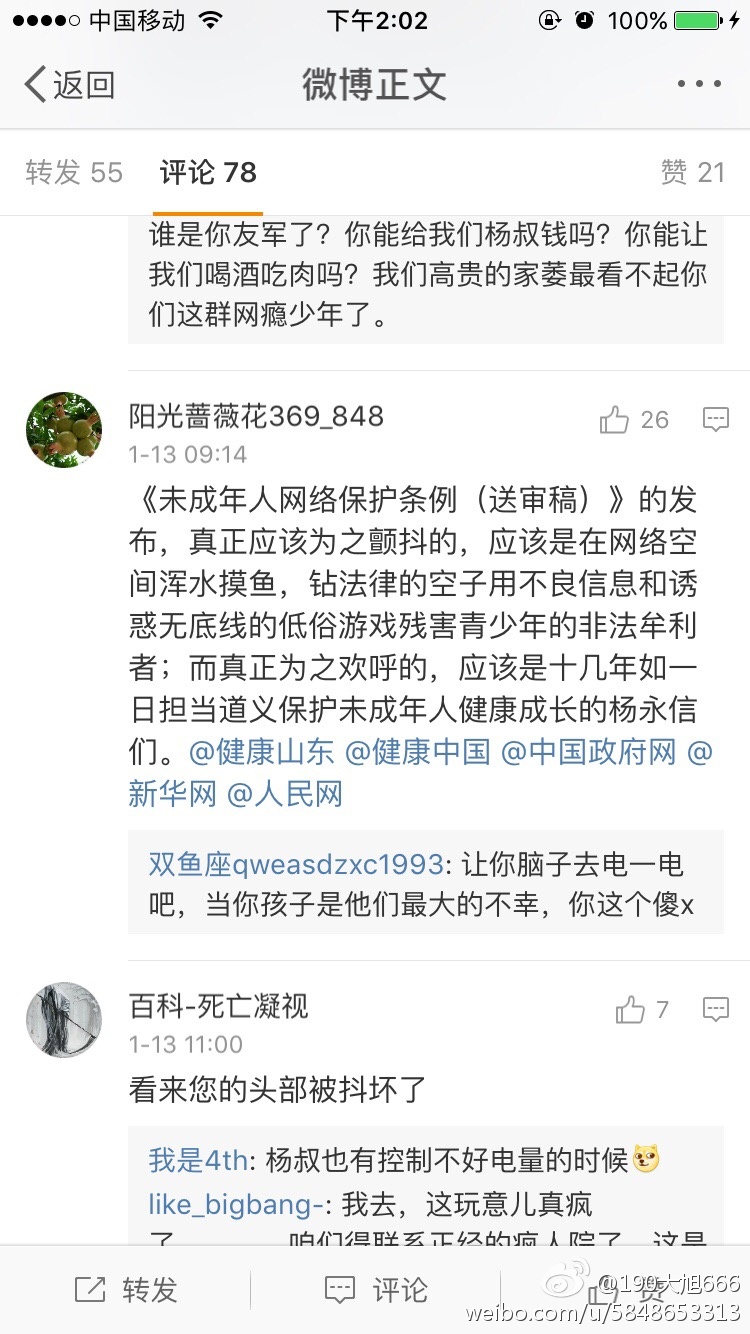 中国移动 下午2:02 100%
返回 微博正文
转发 55 评论 78 赞 21
谁是你友军了？你能给我们杨叔钱吗？你能让
我们喝酒吃肉吗？我们高贵的家萎最看不起你
们这群网瘾少年了。
阳光蔷薇花369_848 26
1-13 09:14
《未成年人网络保护条例（送审稿）》的发
布，真正应该为之颤抖的，应该是在网络空
间浑水摸鱼，钻法律的空子用不良信息和诱
惑无底线的低俗游戏残害青少年的非法牟利
者；而真正为之欢呼的，应该是十几年如一
日担当道义保护未成年人健康成长的杨永信
们。@健康山东 @健康中国 @中国政府网 @
新华网 @人民网
双鱼座qweasdzxc1993: 让你脑子去电一电
吧，当你孩子是他们最大的不幸，你这个傻x
百科-死亡凝视 7
1-13 11:00
看来您的头部被抖坏了
我是4th: 杨叔也有控制不好电量的时候
like_bigbang-: 我去，这玩意儿真疯
了 咱们得联系正经的疯人院了 这是
转发 评论 赞
@190大旭666
weibo.com/u/5848653313